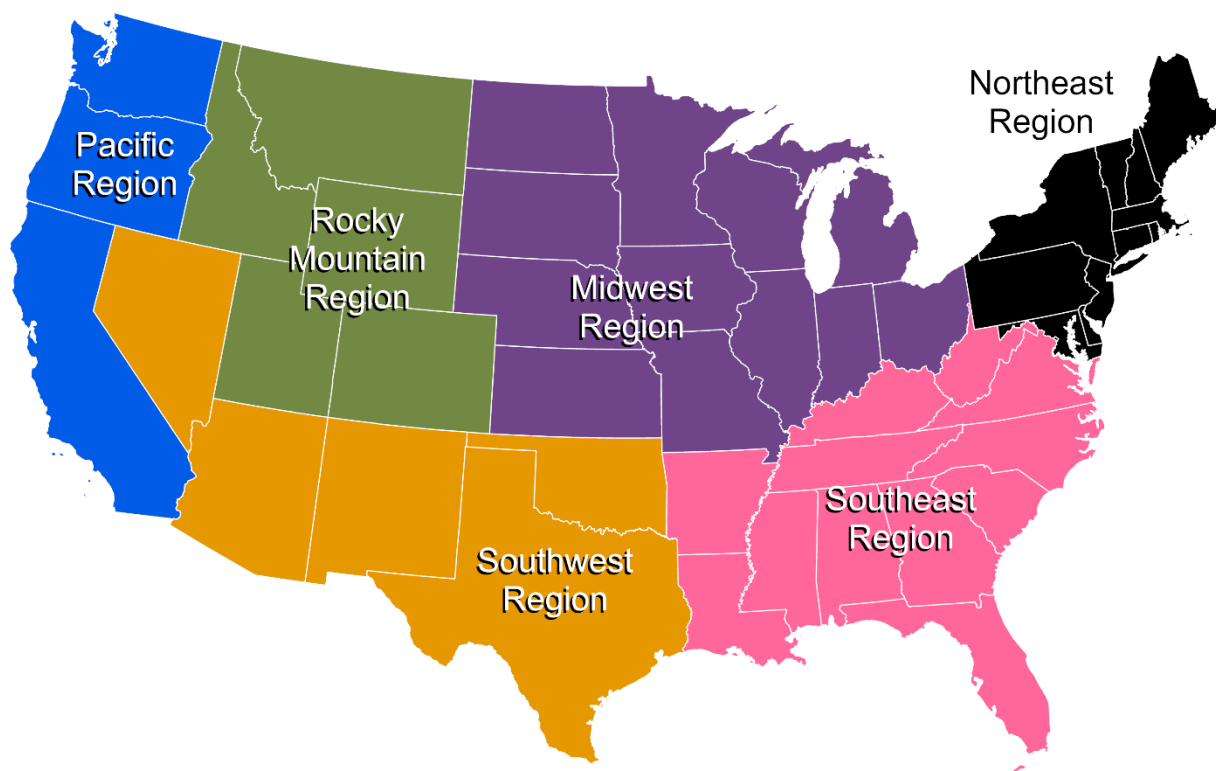 Northeast
Region
Pacific
Region
Rocky
Mountain
Region
Midwest
Region
Southeast
Region
Southwest
Region